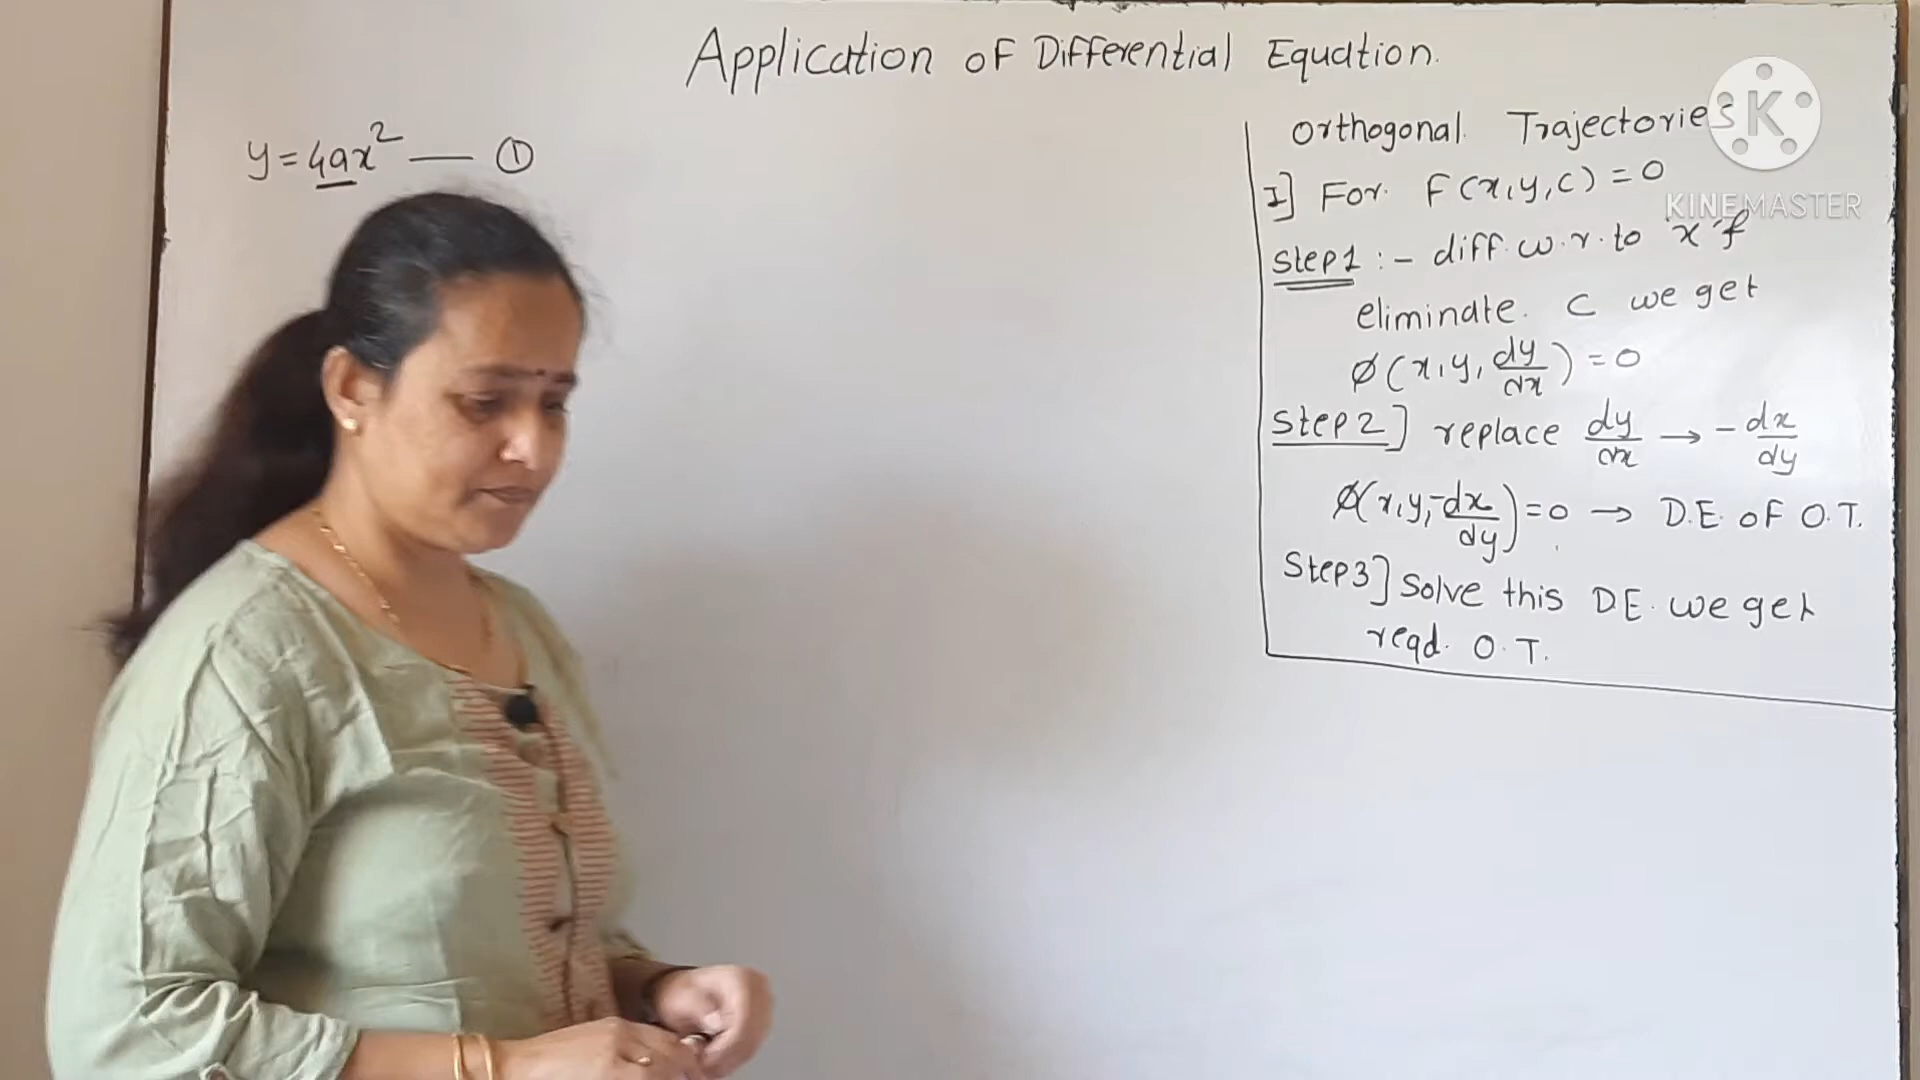 Application of Differential Equation.
y = 4ax² — ①
Orthogonal Trajectories
I] For F(x,y,c) = 0
Step1 :- diff. w.r.to 'x' &
eliminate. c we get
ø(x,y, dy/dx) = 0
Step2] replace dy/dx → - dx/dy
ø(x,y, -dx/dy) = 0 → D.E. of O.T.
Step3] Solve this D.E. we get
reqd. O.T.
K
KINEMASTER